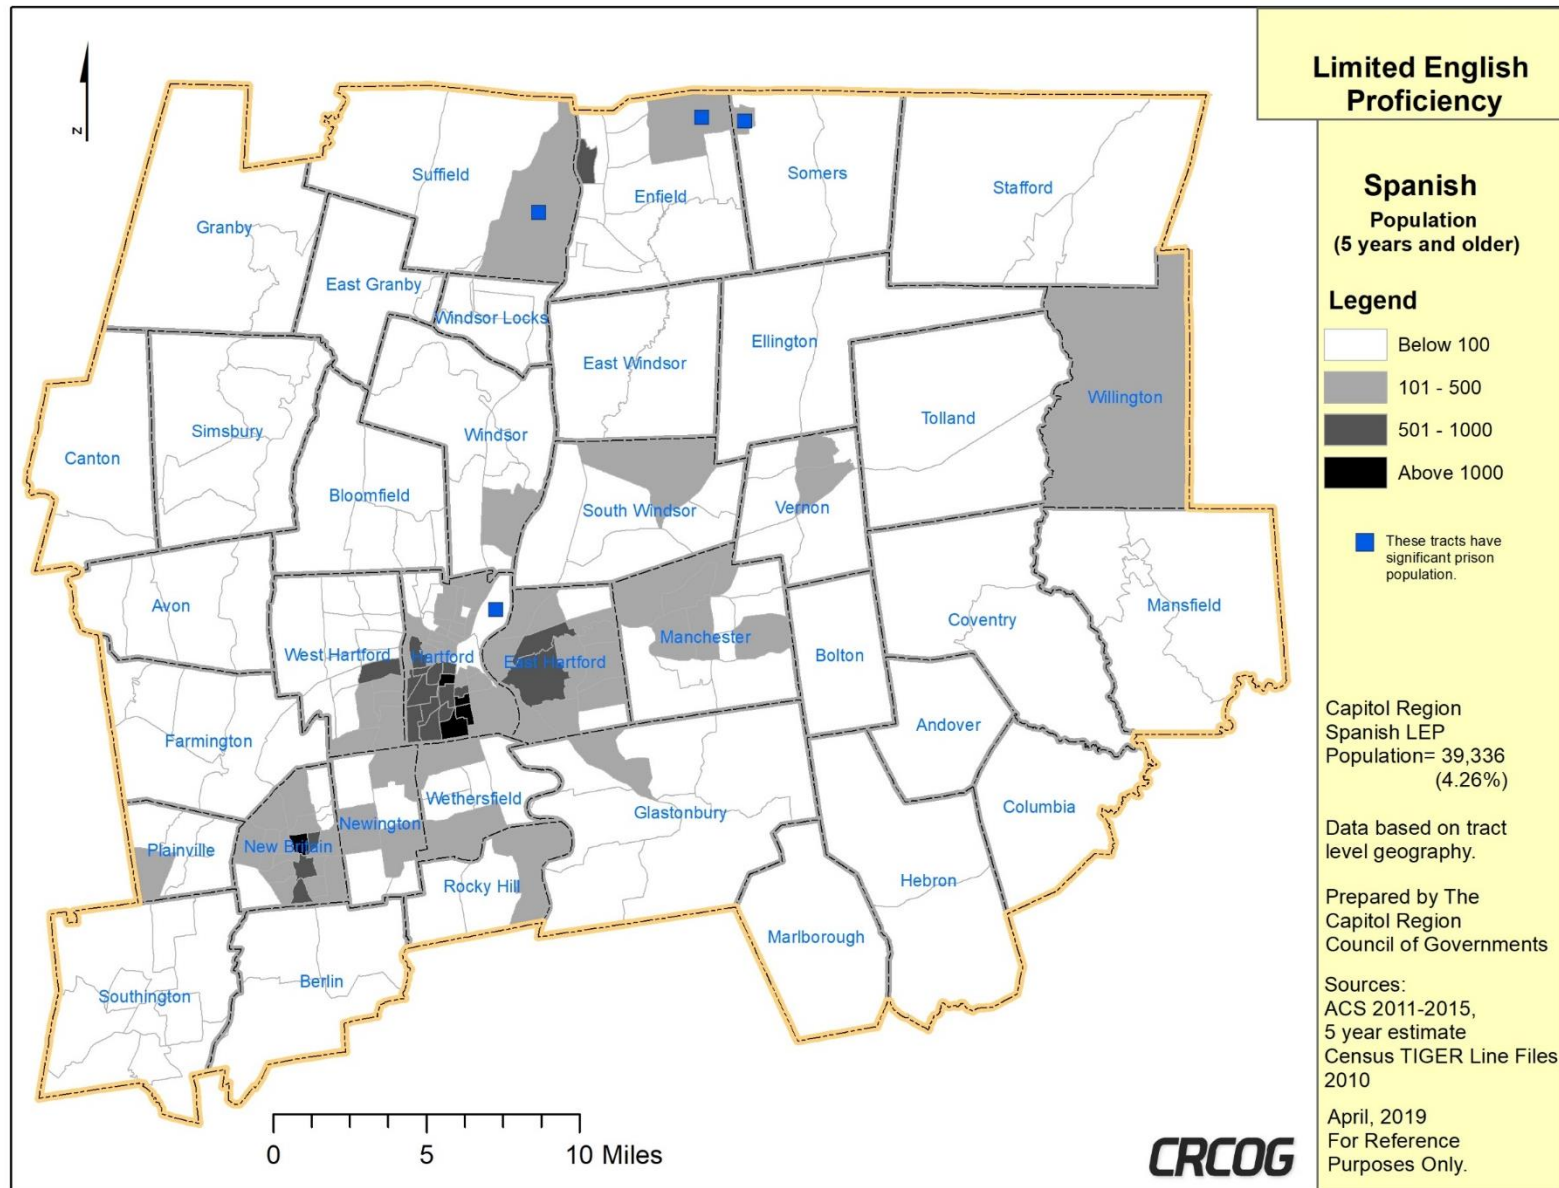 Limited English
Proficiency
Spanish
Population
(5 years and older)
Legend
Below 100
101 - 500
501 - 1000
Above 1000
These tracts have
significant prison
population.
Capitol Region
Spanish LEP
Population= 39,336
(4.26%)
Data based on tract
level geography.
Prepared by The
Capitol Region
Council of Governments
Sources:
ACS 2011-2015,
5 year estimate
Census TIGER Line Files
2010
April, 2019
For Reference
Purposes Only.
N
Suffield
Enfield
Somers
Stafford
Granby
East Granby
Windsor Locks
East Windsor
Ellington
Willington
Tolland
Canton
Simsbury
Windsor
Bloomfield
South Windsor
Vernon
Avon
West Hartford
Hartford
East Hartford
Manchester
Bolton
Coventry
Mansfield
Farmington
Andover
Wethersfield
Glastonbury
Columbia
Plainville
New Britain
Newington
Rocky Hill
Hebron
Marlborough
Southington
Berlin
0 5 10 Miles
CRCOG